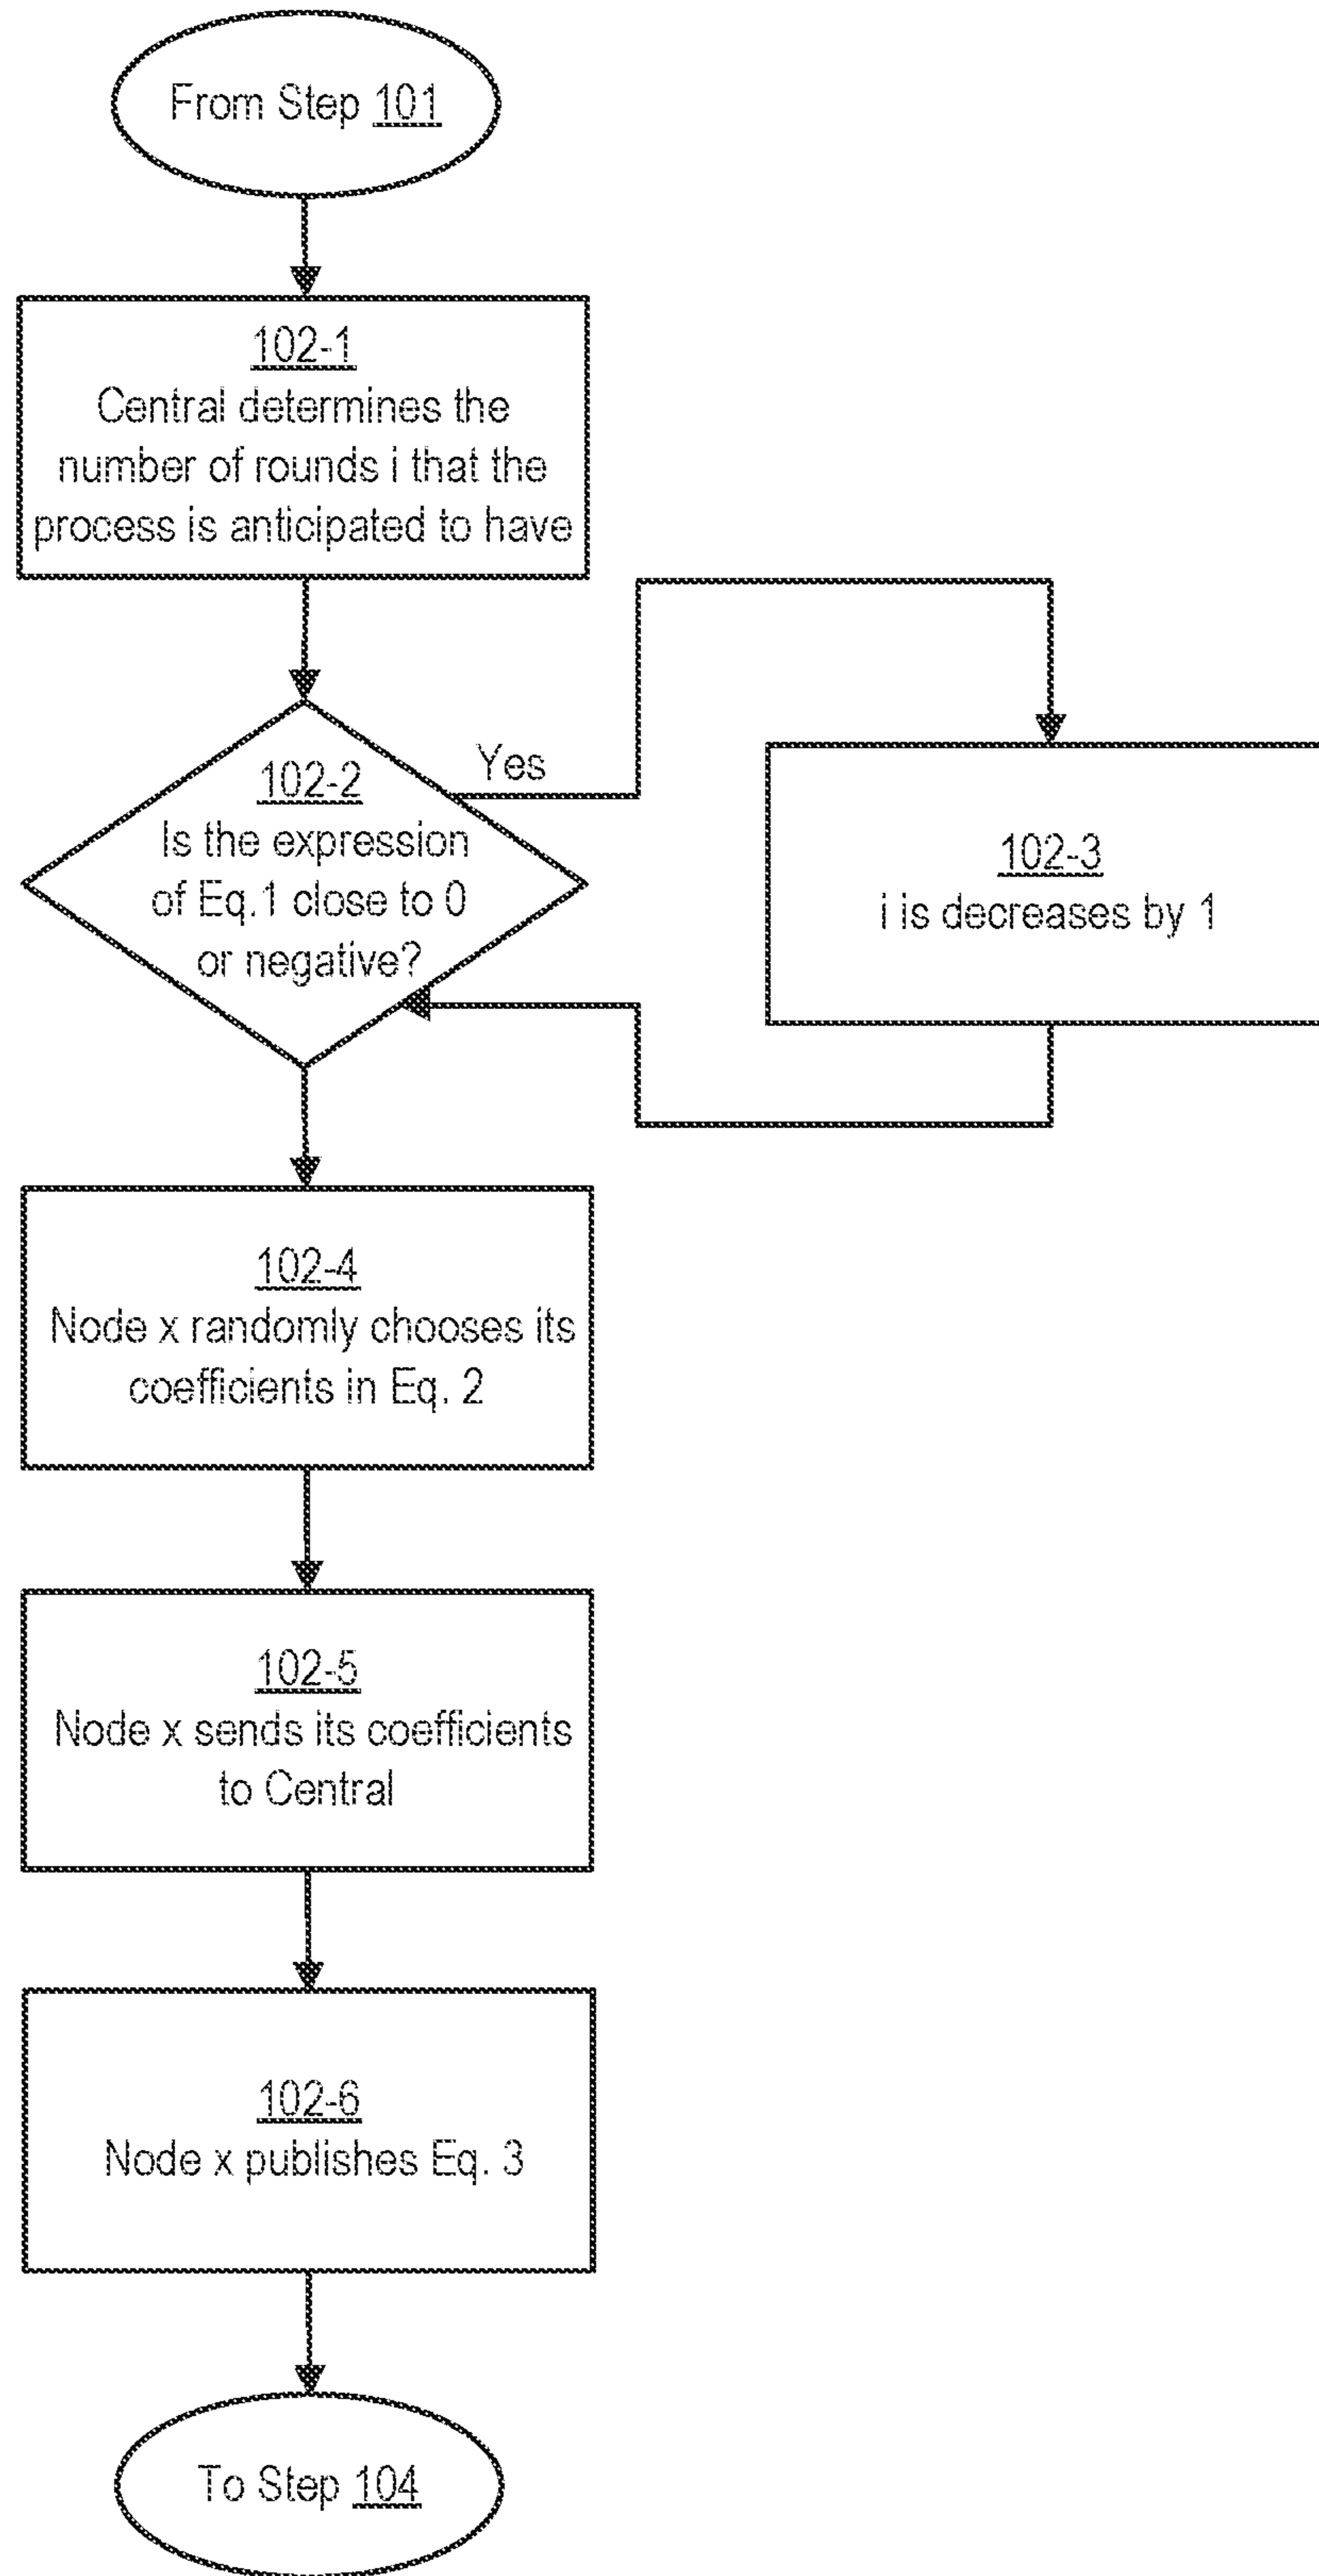 From Step 101
102-1
Central determines the
number of rounds i that the
process is anticipated to have
102-2
Is the expression
of Eq.1 close to 0
or negative?
Yes
102-3
i is decreases by 1
102-4
Node x randomly chooses its
coefficients in Eq. 2
102-5
Node x sends its coefficients
to Central
102-6
Node x publishes Eq. 3
To Step 104